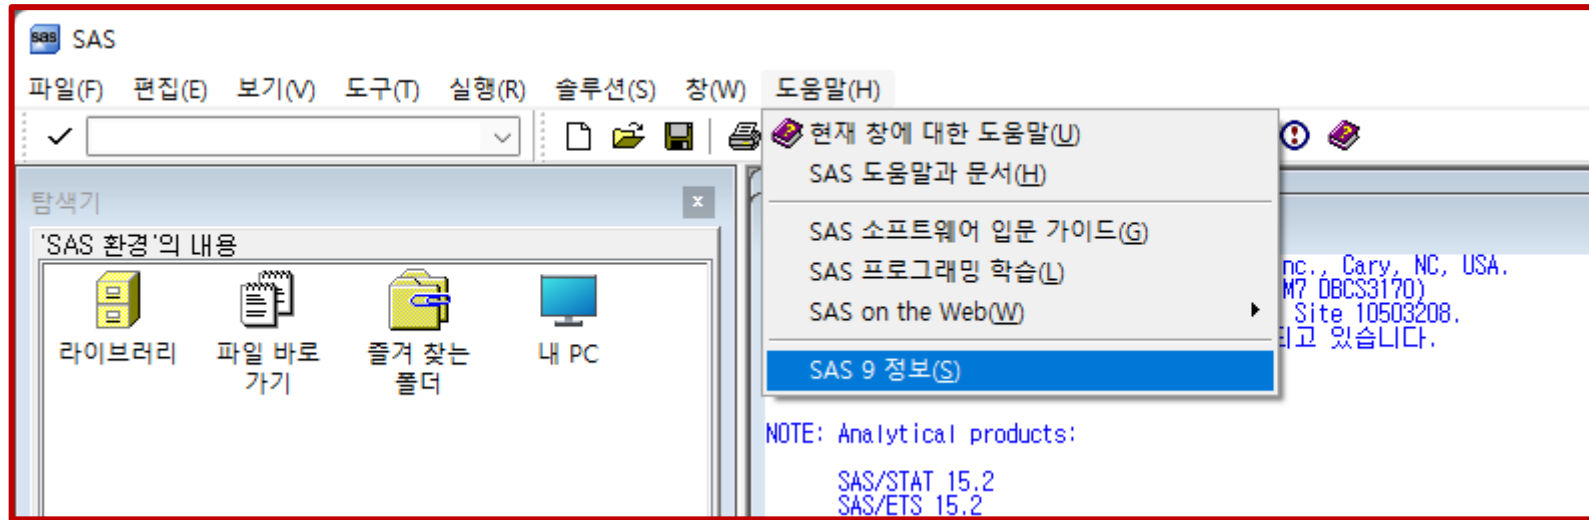 sas SAS
파일(F) 편집(E) 보기(V) 도구(T) 실행(R) 솔루션(S) 창(W) 도움말(H)
현재 창에 대한 도움말(U)
SAS 도움말과 문서(H)
SAS 소프트웨어 입문 가이드(G)
SAS 프로그래밍 학습(L)
SAS on the Web(W)
SAS 9 정보(S)
탐색기
'SAS 환경'의 내용
라이브러리
파일 바로
가기
즐겨 찾는
폴더
내 PC
nc., Cary, NC, USA.
M7 DBCS3170)
Site 10503208.
되고 있습니다.
NOTE: Analytical products:
SAS/STAT 15.2
SAS/ETS 15.2